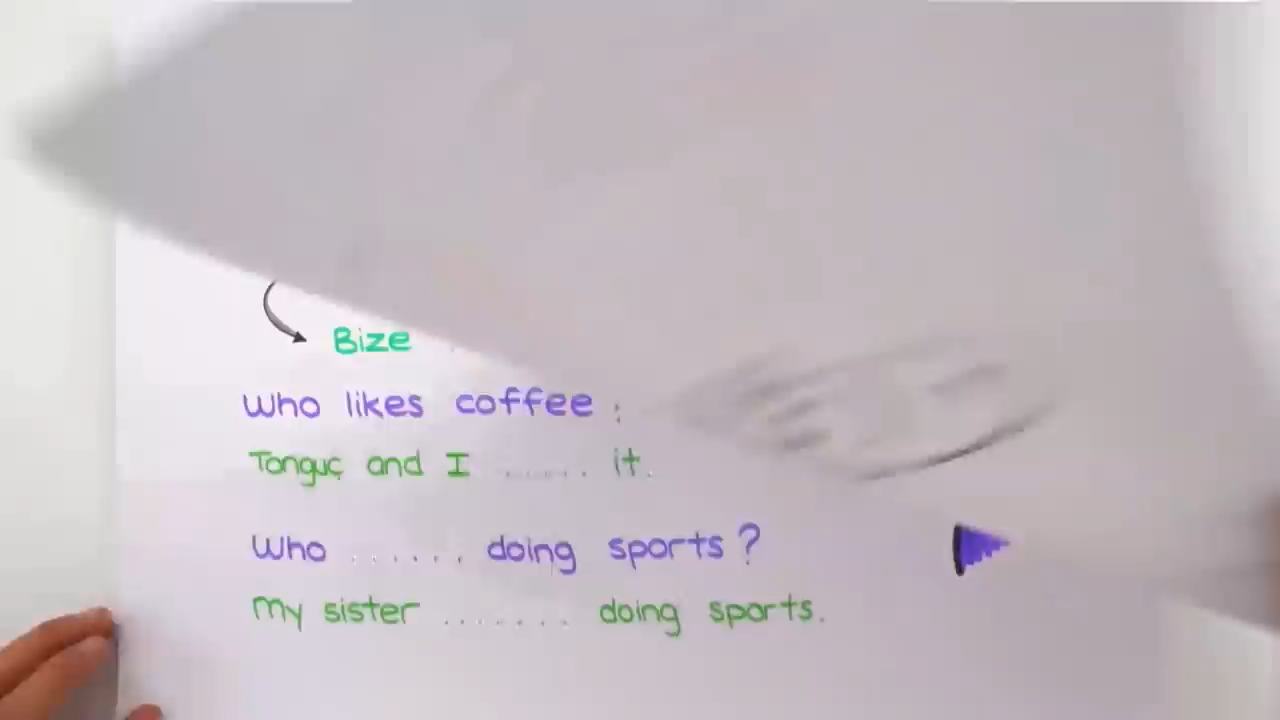 Bize
Who likes coffee :
Tonguç and I ...... it.
Who ...... doing sports?
My sister ....... doing sports.